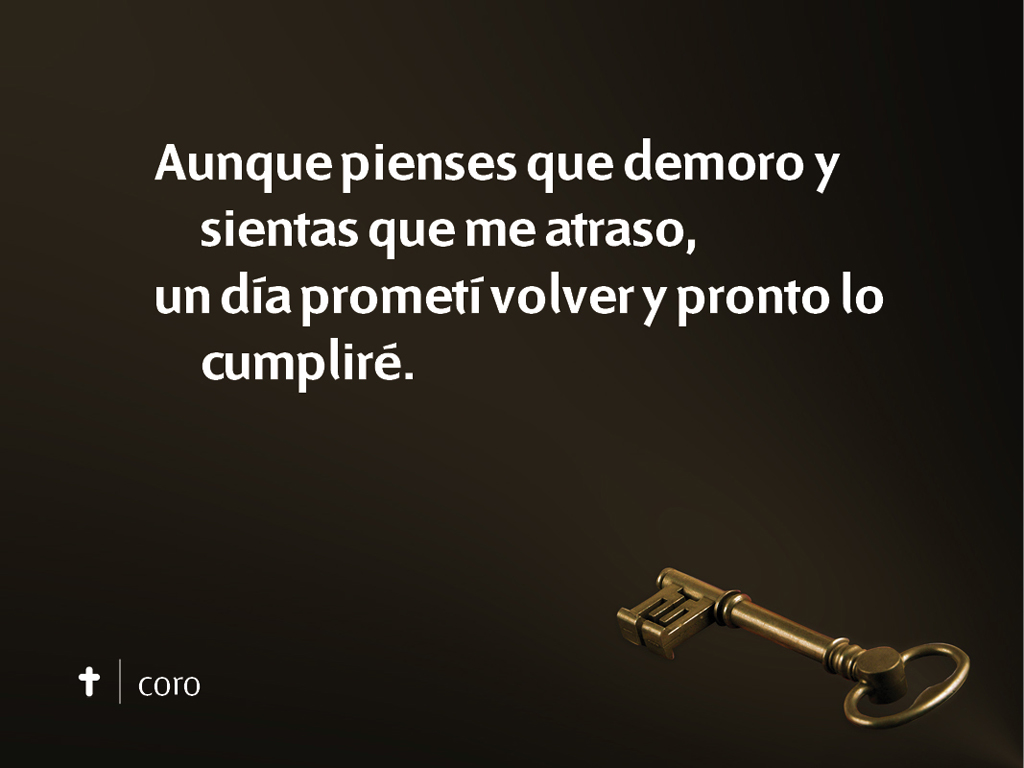 Aunque pienses que demoro y
sientas que me atraso,
un día prometí volver y pronto lo
cumpliré.
coro